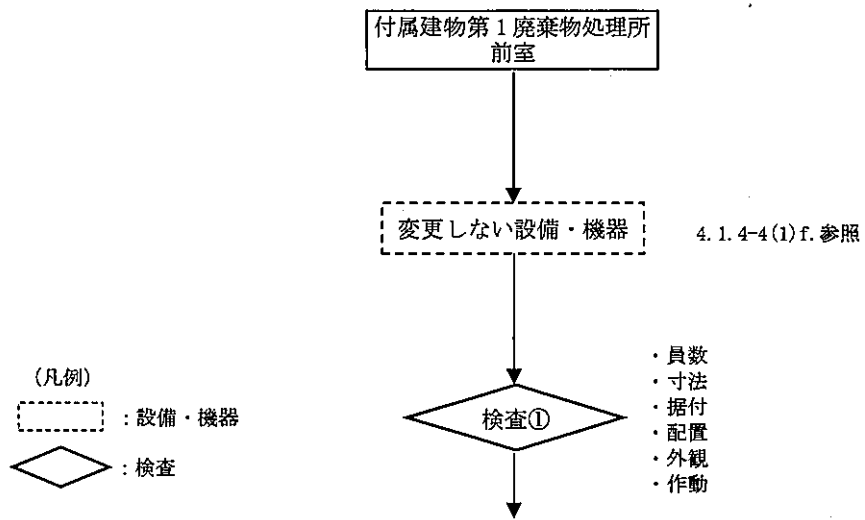 付属建物第1廃棄物処理所
前室
変更しない設備・機器
4.1.4-4(1)f.参照
・員数
・寸法
・据付
・配置
・外観
・作動
検査①
(凡例)
:設備・機器
:検査